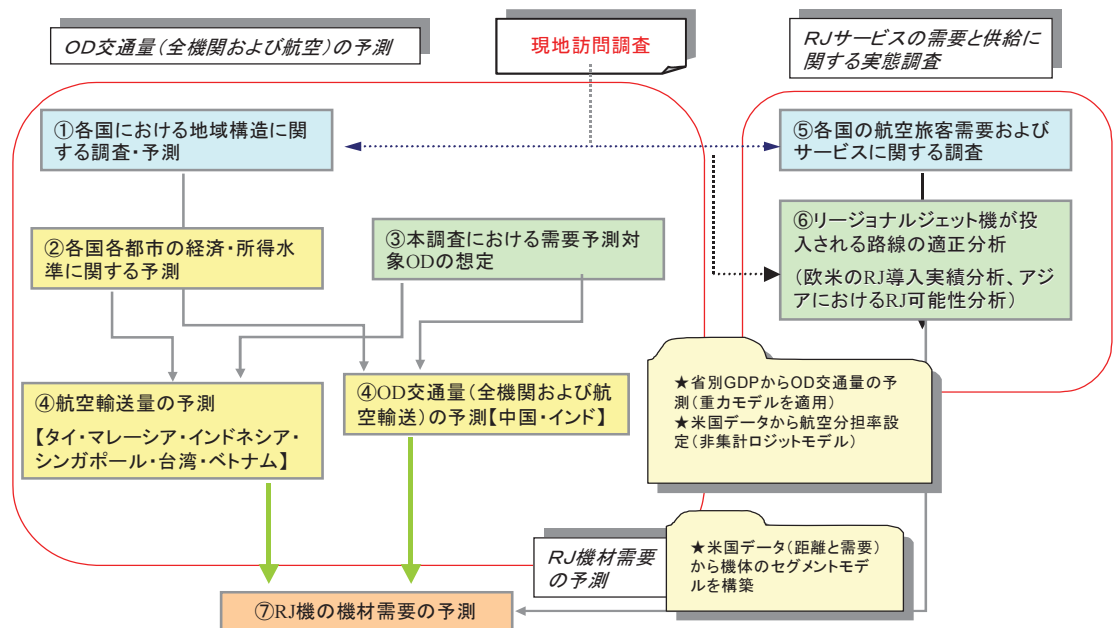 OD交通量(全機関および航空)の予測
現地訪問調査
RJサービスの需要と供給に
関する実態調査
①各国における地域構造に関
する調査・予測
⑤各国の航空旅客需要および
サービスに関する調査
②各国各都市の経済・所得水
準に関する予測
③本調査における需要予測対
象ODの想定
⑥リージョナルジェット機が投
入される路線の適正分析
(欧米のRJ導入実績分析、アジ
アにおけるRJ可能性分析)
④航空輸送量の予測
【タイ・マレーシア・インドネシア・
シンガポール・台湾・ベトナム】
④OD交通量(全機関および航
空輸送)の予測【中国・インド】
★省別GDPからOD交通量の予
測(重力モデルを適用)
★米国データから航空分担率設
定(非集計ロジットモデル)
RJ機材需要
の予測
★米国データ(距離と需要)
から機体のセグメントモデ
ルを構築
⑦RJ機の機材需要の予測